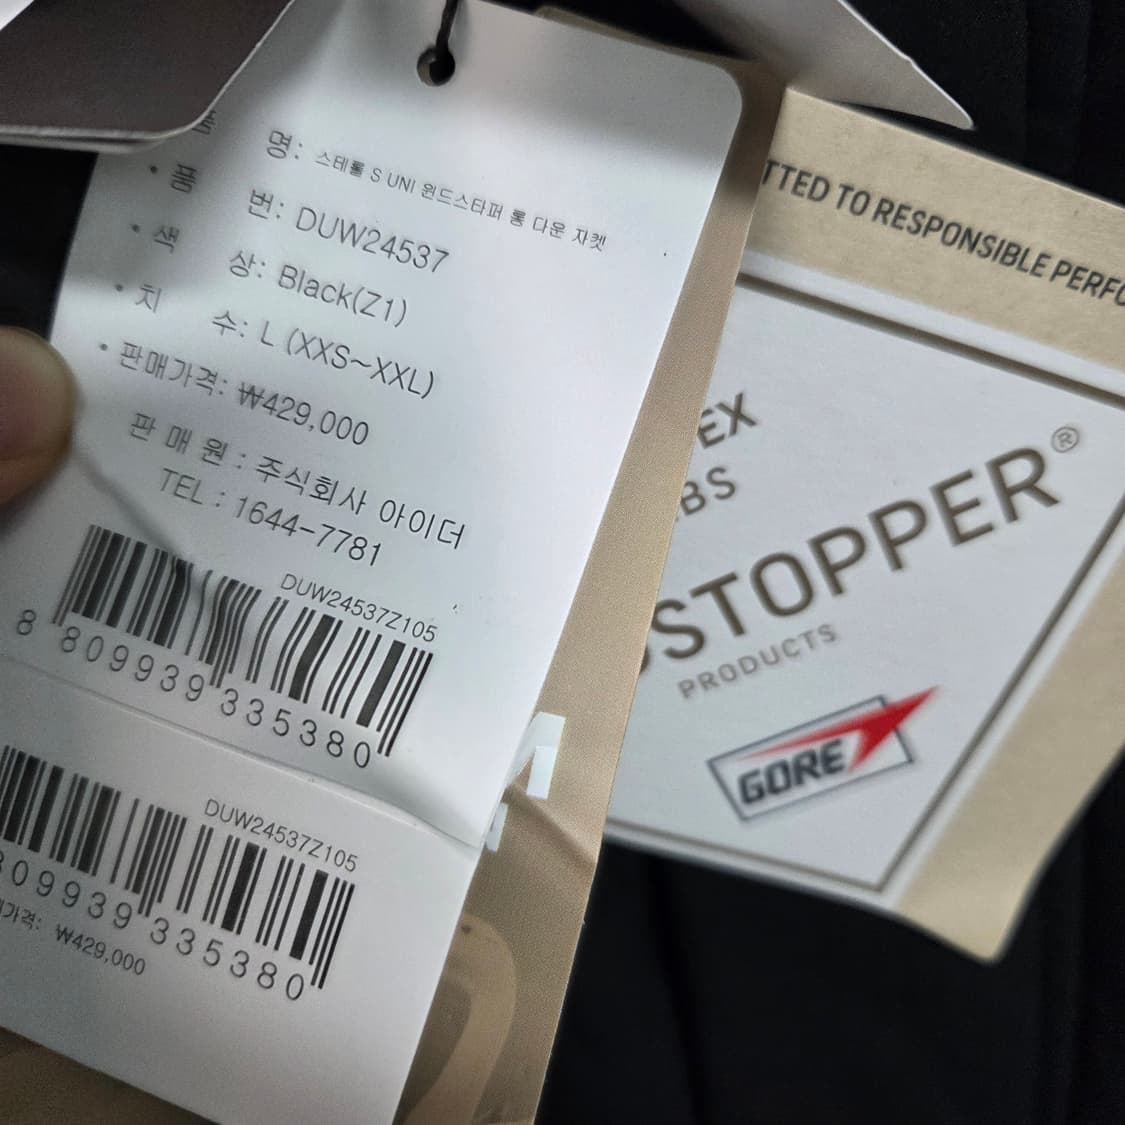 품 명: 스테롤 S UNI 윈드스타퍼 롱 다운 자켓
• 품 번: DUW24537
• 색 상: Black(Z1)
• 치 수: L (XXS~XXL)
• 판매가격: ₩429,000
판 매 원 : 주식회사 아이더
TEL : 1644-7781
DUW24537Z105
8 809939 335380
DUW24537Z105
809939 335380
가격: ₩429,000
TTED TO RESPONSIBLE PERFO
EX
BS
STOPPER®
PRODUCTS
GORE